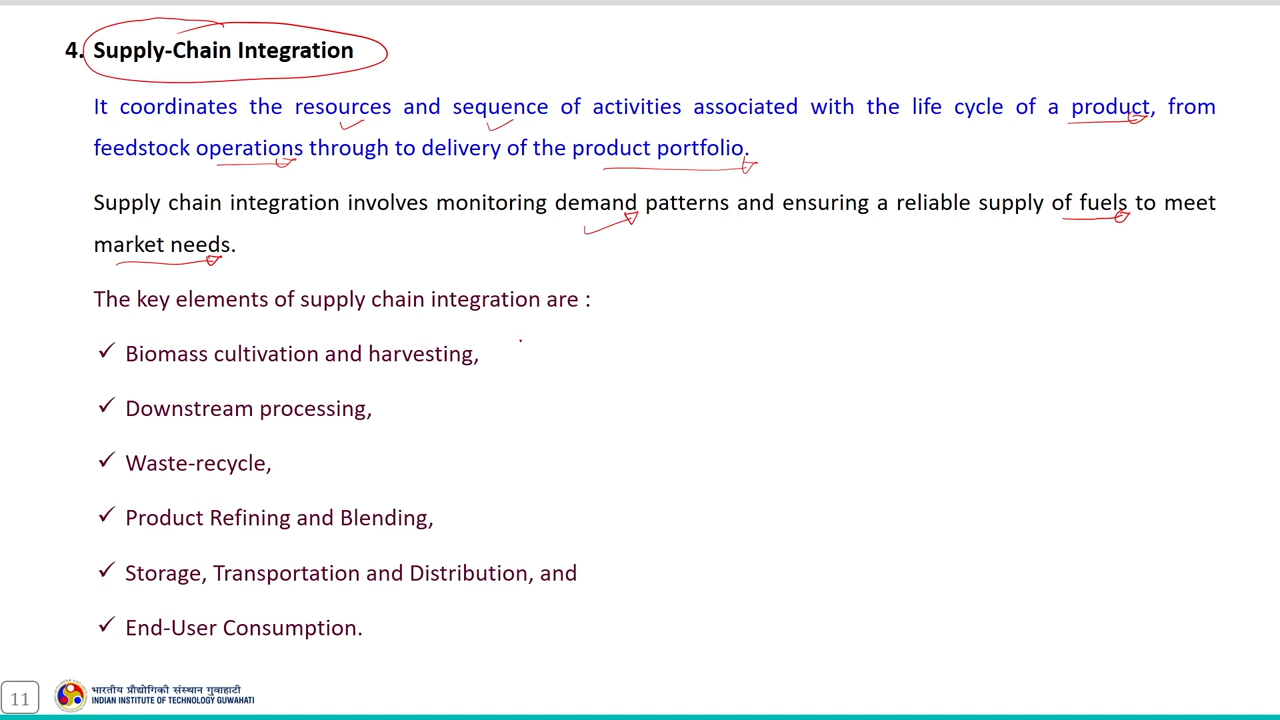 4. Supply-Chain Integration
It coordinates the resources and sequence of activities associated with the life cycle of a product, from
feedstock operations through to delivery of the product portfolio.
Supply chain integration involves monitoring demand patterns and ensuring a reliable supply of fuels to meet
market needs.
The key elements of supply chain integration are :
✓ Biomass cultivation and harvesting,
✓ Downstream processing,
✓ Waste-recycle,
✓ Product Refining and Blending,
✓ Storage, Transportation and Distribution, and
✓ End-User Consumption.
11
भारतीय प्रौद्योगिकी संस्थान गुवाहाटी
INDIAN INSTITUTE OF TECHNOLOGY GUWAHATI